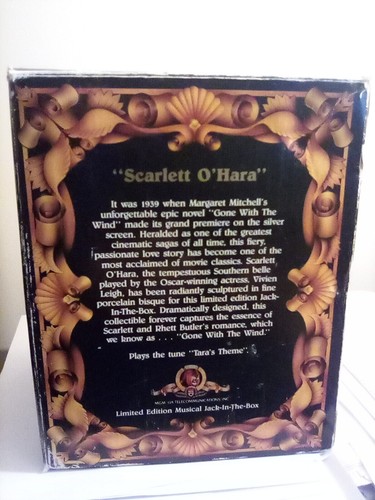 "Scarlett O'Hara"
It was 1939 when Margaret Mitchell's
unforgettable epic novel "Gone With The
Wind" made its grand premiere on the silver
screen. Heralded as one of the greatest
cinematic sagas of all time, this fiery,
passionate love story has become one of the
most acclaimed of movie classics. Scarlett
O'Hara, the tempestuous Southern belle
played by the Oscar-winning actress, Vivien
Leigh, has been radiantly sculptured in fine
porcelain bisque for this limited edition Jack-
In-The-Box. Dramatically designed, this
collectible forever captures the essence of
Scarlett and Rhett Butler's romance, which
we know as . . . "Gone With The Wind."
Plays the tune "Tara's Theme".
MGM/UA TELECOMMUNICATIONS, INC.
Limited Edition Musical Jack-In-The-Box